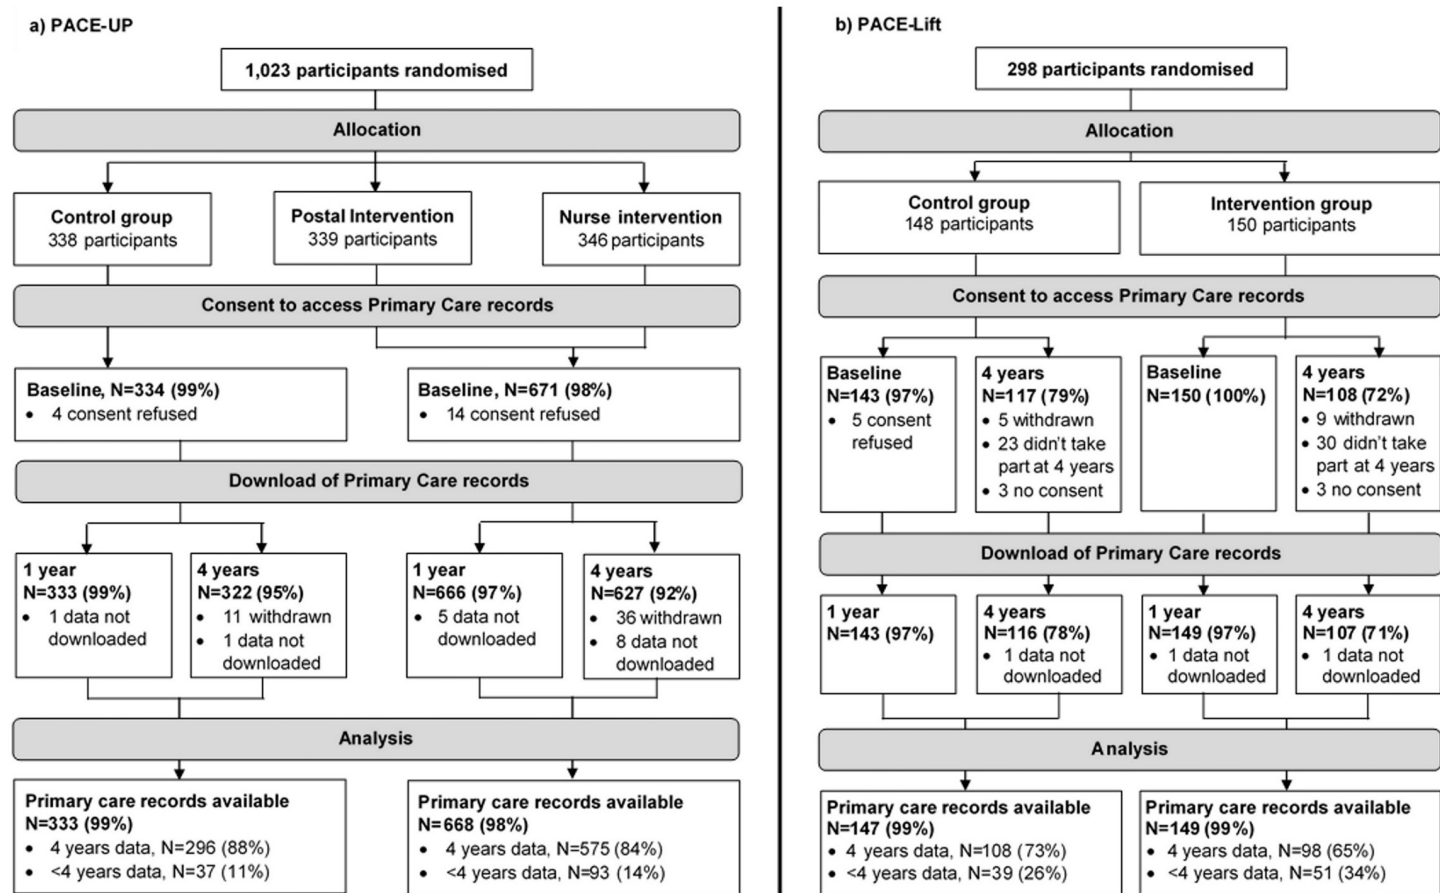 a) PACE-UP
1,023 participants randomised
Allocation
Control group
338 participants
Postal Intervention
339 participants
Nurse intervention
346 participants
Consent to access Primary Care records
Baseline, N=334 (99%)
• 4 consent refused
Baseline, N=671 (98%)
• 14 consent refused
Download of Primary Care records
1 year
N=333 (99%)
• 1 data not
downloaded
4 years
N=322 (95%)
• 11 withdrawn
• 1 data not
downloaded
1 year
N=666 (97%)
• 5 data not
downloaded
4 years
N=627 (92%)
• 36 withdrawn
• 8 data not
downloaded
Analysis
Primary care records available
N=333 (99%)
• 4 years data, N=296 (88%)
• <4 years data, N=37 (11%)
Primary care records available
N=668 (98%)
• 4 years data, N=575 (84%)
• <4 years data, N=93 (14%)
b) PACE-Lift
298 participants randomised
Allocation
Control group
148 participants
Intervention group
150 participants
Consent to access Primary Care records
Baseline
N=143 (97%)
• 5 consent
refused
4 years
N=117 (79%)
• 5 withdrawn
• 23 didn't take
part at 4 years
• 3 no consent
Baseline
N=150 (100%)
4 years
N=108 (72%)
• 9 withdrawn
• 30 didn't take
part at 4 years
• 3 no consent
Download of Primary Care records
1 year
N=143 (97%)
4 years
N=116 (78%)
• 1 data not
downloaded
1 year
N=149 (97%)
• 1 data not
downloaded
4 years
N=107 (71%)
• 1 data not
downloaded
Analysis
Primary care records available
N=147 (99%)
• 4 years data, N=108 (73%)
• <4 years data, N=39 (26%)
Primary care records available
N=149 (99%)
• 4 years data, N=98 (65%)
• <4 years data, N=51 (34%)